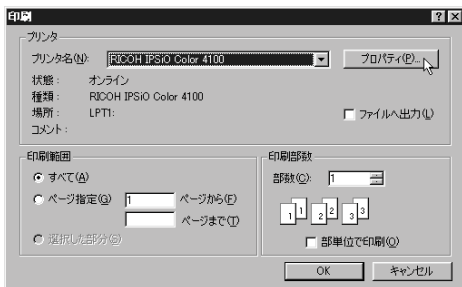 印刷
プリンタ
プリンタ名(N): RICOH IPSiO Color 4100 プロパティ(P)...
状態: オンライン
種類: RICOH IPSiO Color 4100
場所: LPT1: ファイルへ出力(L)
コメント:
印刷範囲
すべて(A)
ページ指定(G) 1 ページから(F)
ページまで(T)
選択した部分(S)
印刷部数
部数(C): 1
1 1 2 2 3 3
部単位で印刷(O)
OK キャンセル